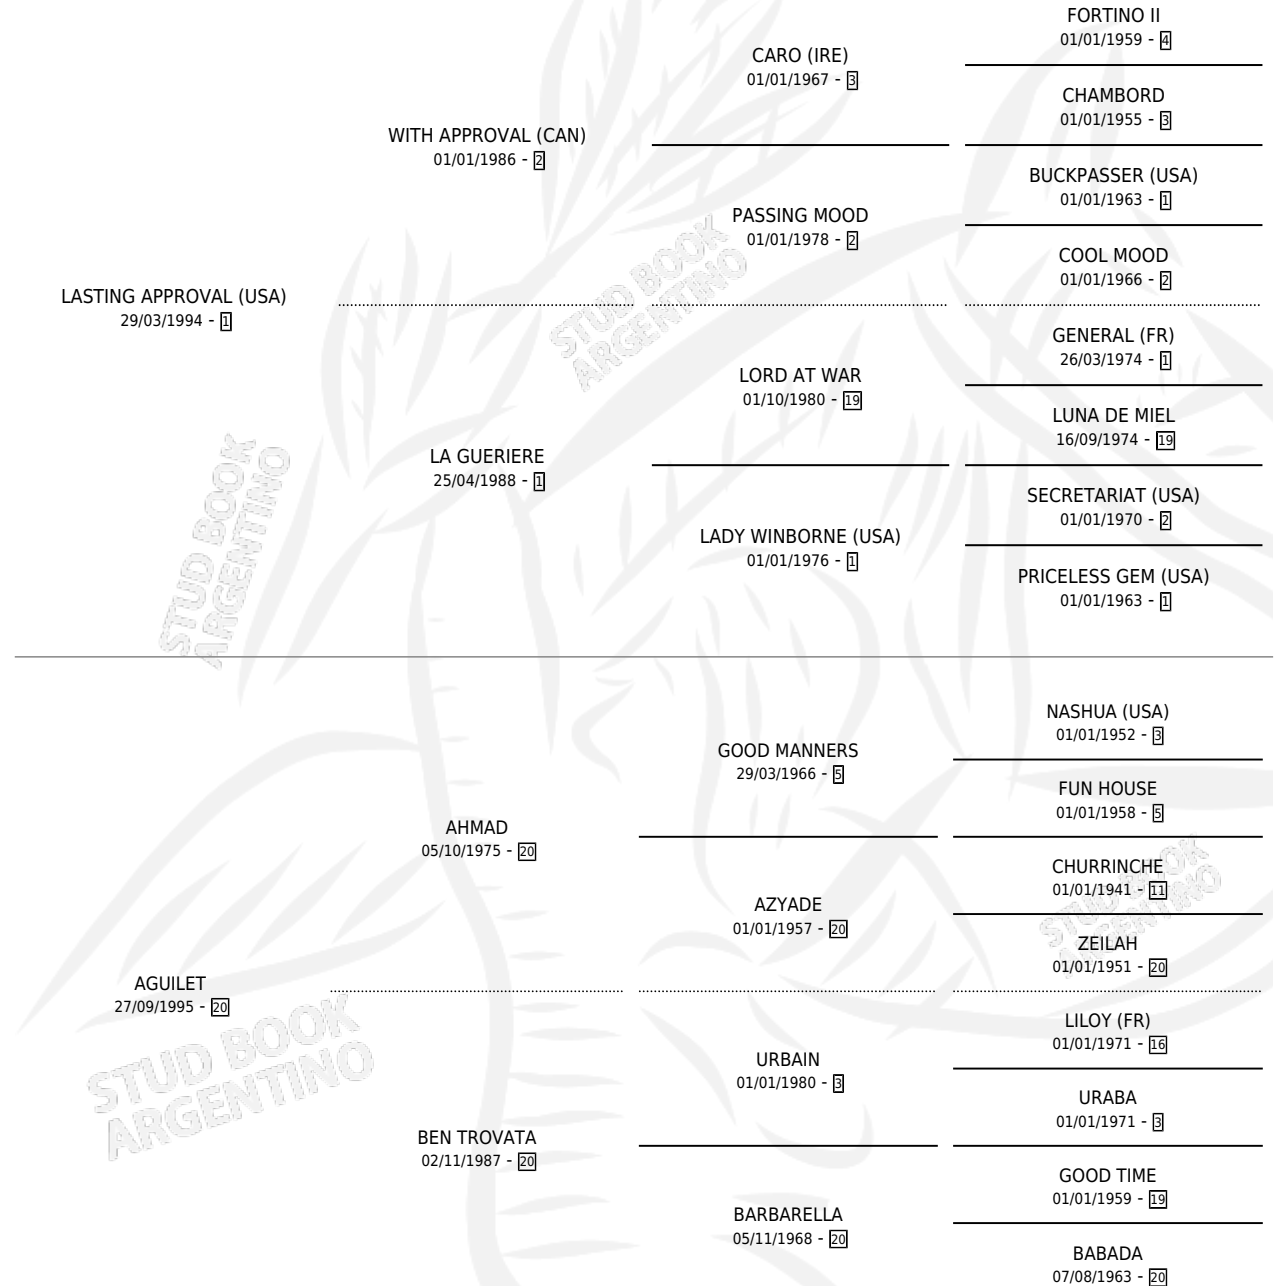 FORTINO II
01/01/1959 - 4
CARO (IRE)
01/01/1967 - 3
CHAMBORD
01/01/1955 - 3
WITH APPROVAL (CAN)
01/01/1986 - 2
BUCKPASSER (USA)
01/01/1963 - 1
PASSING MOOD
01/01/1978 - 2
COOL MOOD
01/01/1966 - 2
LASTING APPROVAL (USA)
29/03/1994 - 1
GENERAL (FR)
26/03/1974 - 1
LORD AT WAR
01/10/1980 - 19
LUNA DE MIEL
16/09/1974 - 19
LA GUERIERE
25/04/1988 - 1
SECRETARIAT (USA)
01/01/1970 - 2
LADY WINBORNE (USA)
01/01/1976 - 1
PRICELESS GEM (USA)
01/01/1963 - 1
NASHUA (USA)
01/01/1952 - 3
GOOD MANNERS
29/03/1966 - 5
FUN HOUSE
01/01/1958 - 5
AHMAD
05/10/1975 - 20
CHURRINCHE
01/01/1941 - 11
AZYADE
01/01/1957 - 20
ZEILAH
01/01/1951 - 20
AGUILET
27/09/1995 - 20
LILOY (FR)
01/01/1971 - 16
URBAIN
01/01/1980 - 3
URABA
01/01/1971 - 3
BEN TROVATA
02/11/1987 - 20
GOOD TIME
01/01/1959 - 19
BARBARELLA
05/11/1968 - 20
BABADA
07/08/1963 - 20
STUD BOOK
ARGENTINO
STUD BOOK
ARGENTINO
STUD BOOK
ARGENTINO
STUD BOOK
ARGENTINO